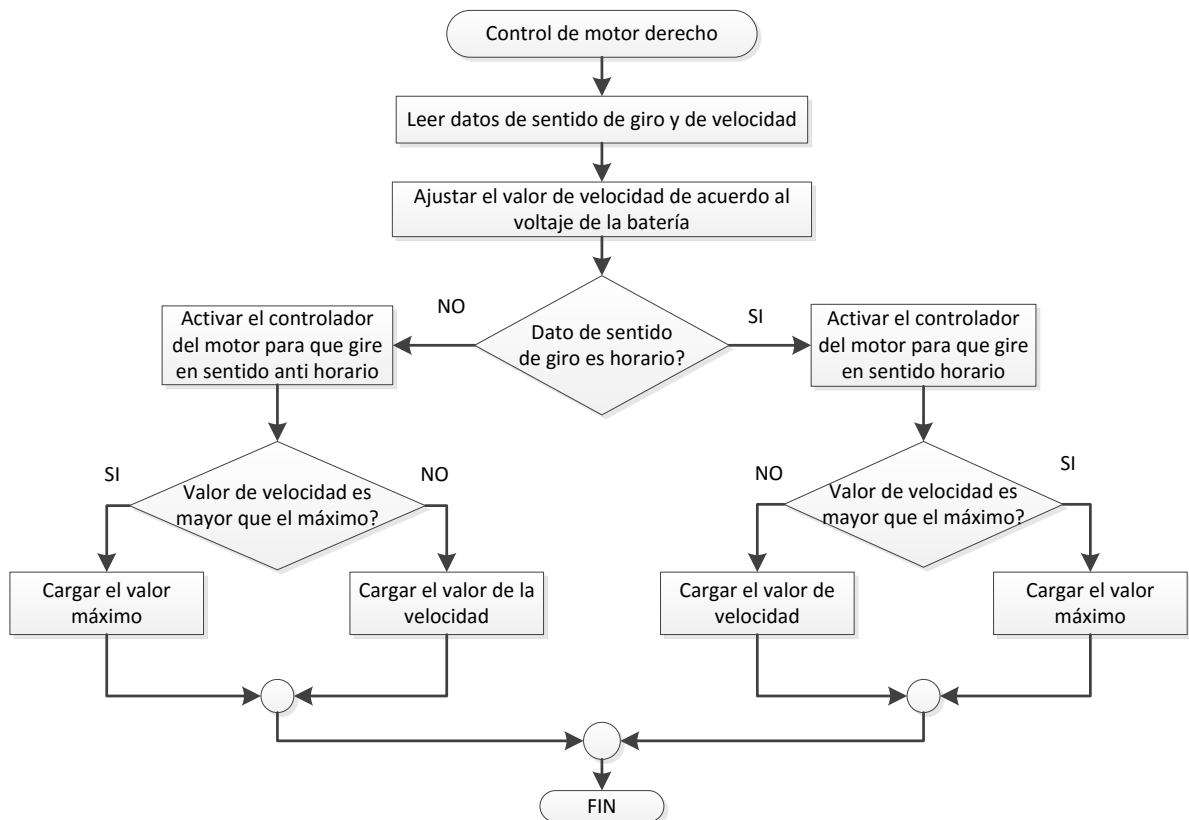 Control de motor derecho
Leer datos de sentido de giro y de velocidad
Ajustar el valor de velocidad de acuerdo al
voltaje de la batería
NO
SI
Activar el controlador
del motor para que gire
en sentido anti horario
Dato de sentido
de giro es horario?
Activar el controlador
del motor para que gire
en sentido horario
SI
NO
Valor de velocidad es
mayor que el máximo?
NO
SI
Valor de velocidad es
mayor que el máximo?
Cargar el valor
máximo
Cargar el valor de la
velocidad
Cargar el valor de
velocidad
Cargar el valor
máximo
FIN